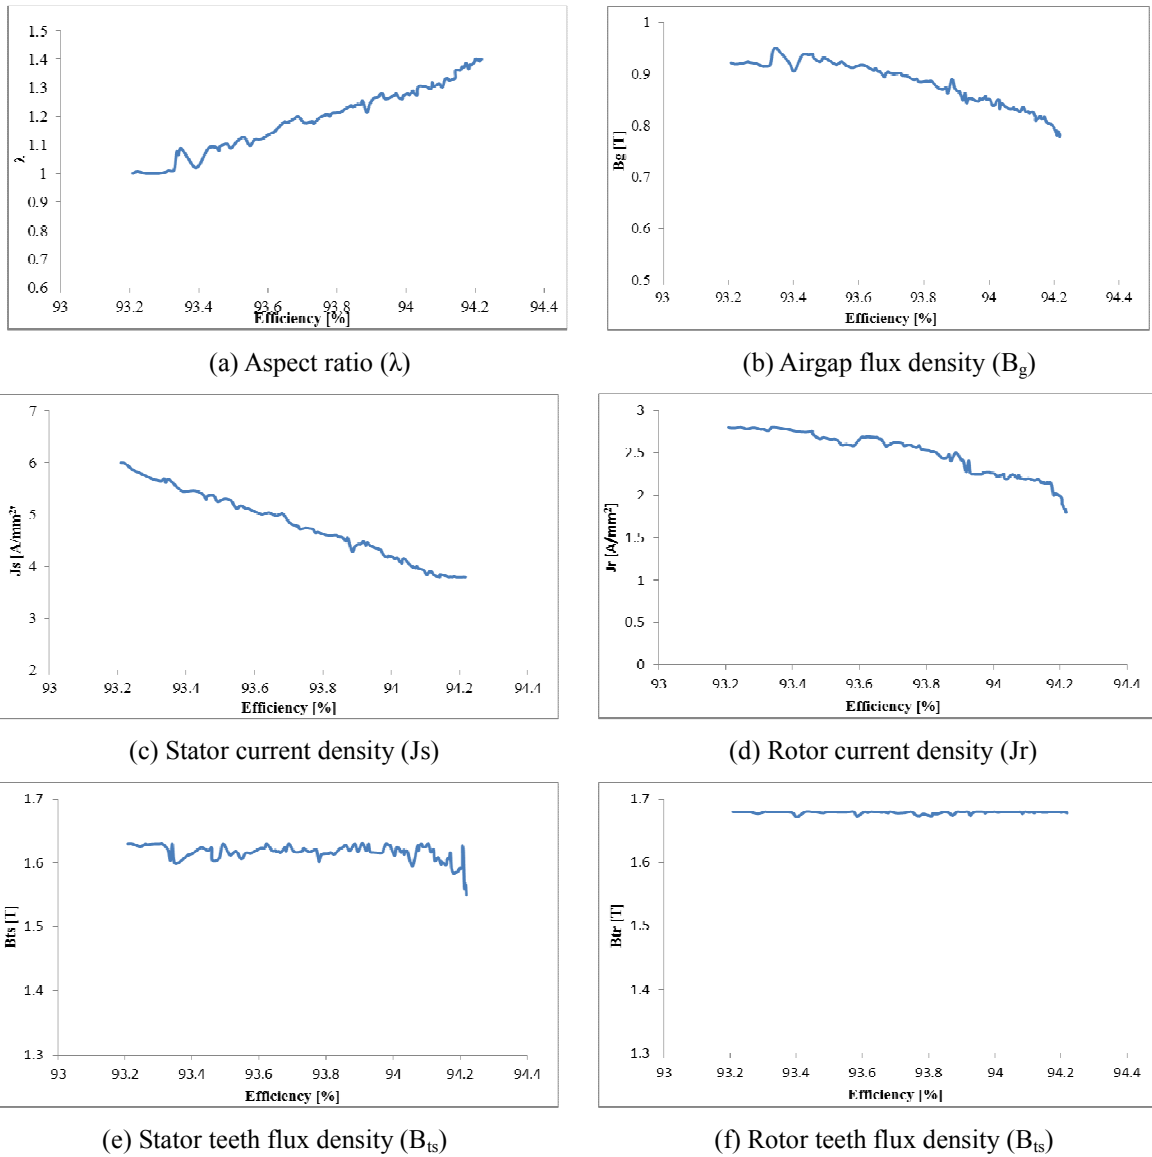 1.5
1.4
1.3
1.2
1.1
1
0.9
0.8
0.7
0.6
λ
93 93.2 93.4 93.6 93.8 94 94.2 94.4
Efficiency [%]
(a) Aspect ratio (λ)
1
0.9
0.8
0.7
0.6
0.5
Bg [T]
93 93.2 93.4 93.6 93.8 94 94.2 94.4
Efficiency [%]
(b) Airgap flux density (Bg)
7
6
5
4
3
2
Js [A/mm²'
93 93.2 93.4 93.6 93.8 94 94.2 94.4
Efficiency [%]
(c) Stator current density (Js)
3
2.5
2
1.5
1
0.5
0
Jr [A/mm²]
93 93.2 93.4 93.6 93.8 94 94.2 94.4
Efficiency [%]
(d) Rotor current density (Jr)
1.7
1.6
1.5
1.4
1.3
Bts [T]
93 93.2 93.4 93.6 93.8 94 94.2 94.4
Efficiency [%]
(e) Stator teeth flux density (Bts)
1.7
1.6
1.5
1.4
1.3
Btr [T]
93 93.2 93.4 93.6 93.8 94 94.2 94.4
Efficiency [%]
(f) Rotor teeth flux density (Bts)